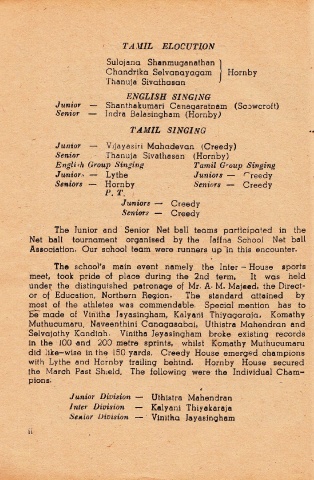 TAMIL ELOCUTION
Sulojana Shanmuganathan
Chandrika Selvanayagam } Hornby
Thanuja Sivathasan
ENGLISH SINGING
Junior — Shanthakumari Canagaratnam (Scowcroft)
Senior — Indra Balasingham (Hornby)
TAMIL SINGING
Junior — Vijayasiri Mahadevan (Creedy)
Senior Thanuja Sivathasan (Hornby)
English Group Singing Tamil Group Singing
Juniors — Lythe Juniors — Creedy
Seniors — Hornby Seniors — Creedy
P. T.
Juniors — Creedy
Seniors — Creedy
The Junior and Senior Net ball teams participated in the
Net ball tournament organised by the Jaffna School Net ball
Association. Our school team were runners up in this encounter.
The school's main event namely the Inter - House sports
meet, took pride of place during the 2nd term. It was held
under the distinguished patronage of Mr. A. M. Majeed, the Direct-
or of Education, Northern Region. The standard attained by
most of the athletes was commendable Special mention has to
be made of Vinitha Jayasingham, Kalyani Thiyagaraja, Komathy
Muthucumaru, Naventhini Canagasabai, Uthistra Mahendran and
Selvajothy Kandiah. Vinitha Jeyasingham broke existing records
in the 100 and 200 metre sprints, whilst Komathy Muthucumaru
did like-wise in the 150 yards. Creedy House emerged champions
with Lythe and Hornby trailing behind. Hornby House secured
the March Past Shield. The following were the Individual Cham-
pions.
Junior Division — Uthistra Mahendran
Inter Division — Kalyani Thiyakaraja
Senior Division — Vinitha Jayasingham
ii